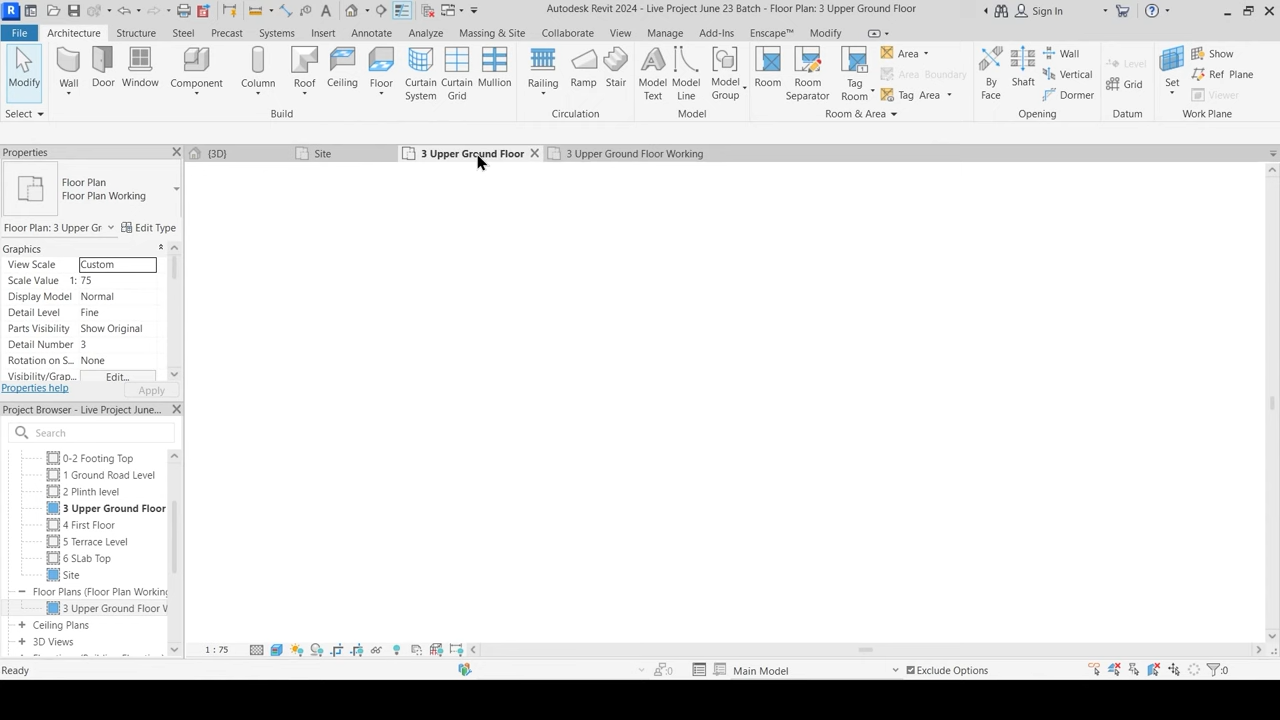 Autodesk Revit 2024 - Live Project June 23 Batch - Floor Plan: 3 Upper Ground Floor
Sign In
File Architecture Structure Steel Precast Systems Insert Annotate Analyze Massing & Site Collaborate View Manage Add-Ins Enscape™ Modify
Modify
Wall
Door
Window
Component
Column
Roof
Ceiling
Floor
Curtain System
Curtain Grid
Mullion
Railing
Ramp
Stair
Model Text
Model Line
Model Group
Room
Room Separator
Tag Room
Area
Area Boundary
Tag Area
By Face
Shaft
Wall
Vertical
Dormer
Level
Grid
Set
Show
Ref Plane
Viewer
Select Build Circulation Model Room & Area Opening Datum Work Plane
Properties
{3D} Site 3 Upper Ground Floor 3 Upper Ground Floor Working
Floor Plan
Floor Plan Working
Floor Plan: 3 Upper Gr Edit Type
Graphics
View Scale Custom
Scale Value 1: 75
Display Model Normal
Detail Level Fine
Parts Visibility Show Original
Detail Number 3
Rotation on S... None
Visibility/Grap... Edit...
Properties help Apply
Project Browser - Live Project June...
Search
0-2 Footing Top
1 Ground Road Level
2 Plinth level
3 Upper Ground Floor
4 First Floor
5 Terrace Level
6 SLab Top
Site
Floor Plans (Floor Plan Working
3 Upper Ground Floor W
Ceiling Plans
3D Views
1 : 75
Ready :0 Main Model Exclude Options :0